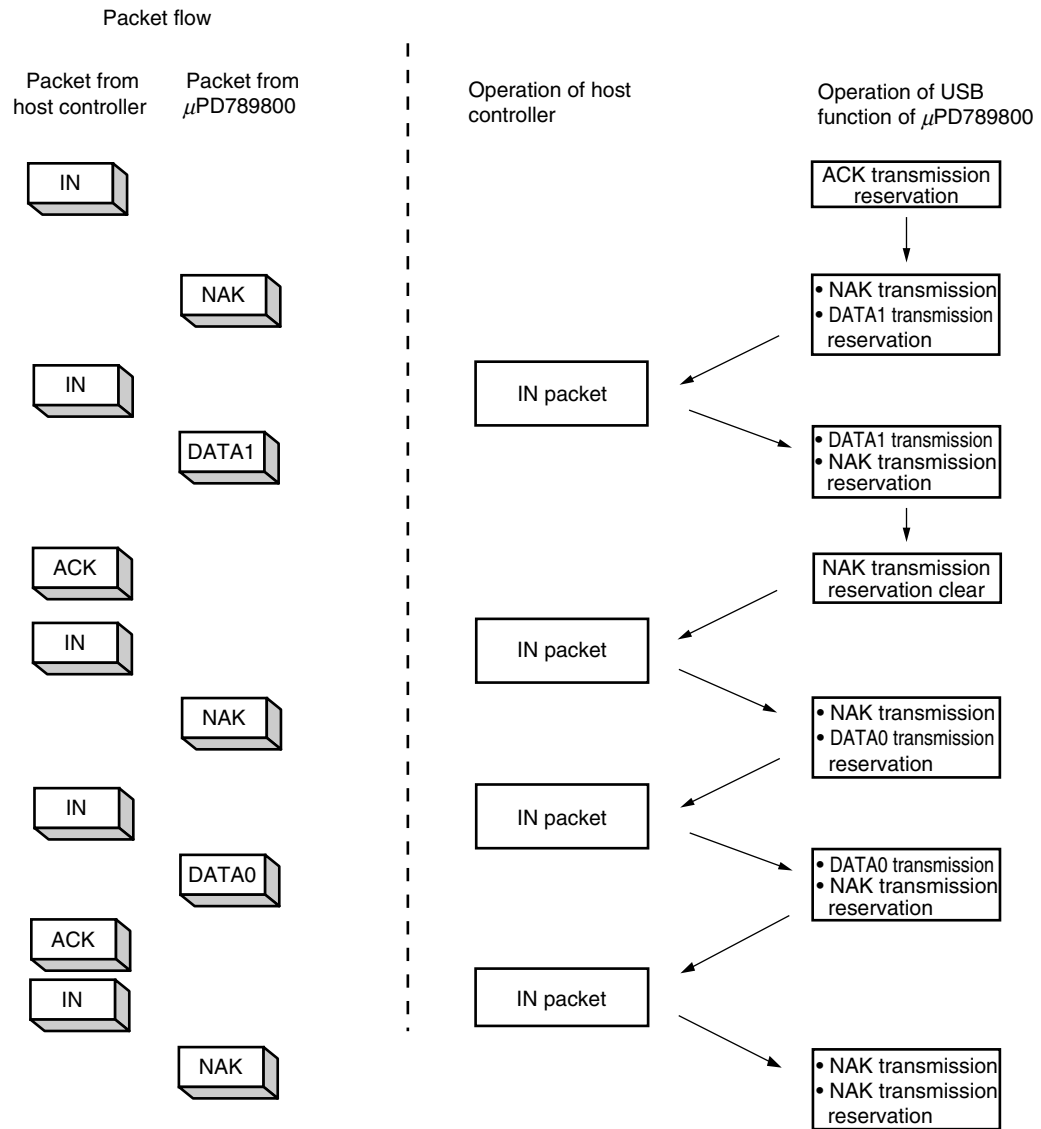 Packet flow
Packet from
host controller
Packet from
μPD789800
Operation of host
controller
Operation of USB
function of μPD789800
IN
ACK transmission
reservation
NAK
• NAK transmission
• DATA1 transmission
reservation
IN
IN packet
DATA1
• DATA1 transmission
• NAK transmission
reservation
ACK
NAK transmission
reservation clear
IN
IN packet
NAK
• NAK transmission
• DATA0 transmission
reservation
IN
IN packet
DATA0
• DATA0 transmission
• NAK transmission
reservation
ACK
IN
IN packet
NAK
• NAK transmission
• NAK transmission
reservation